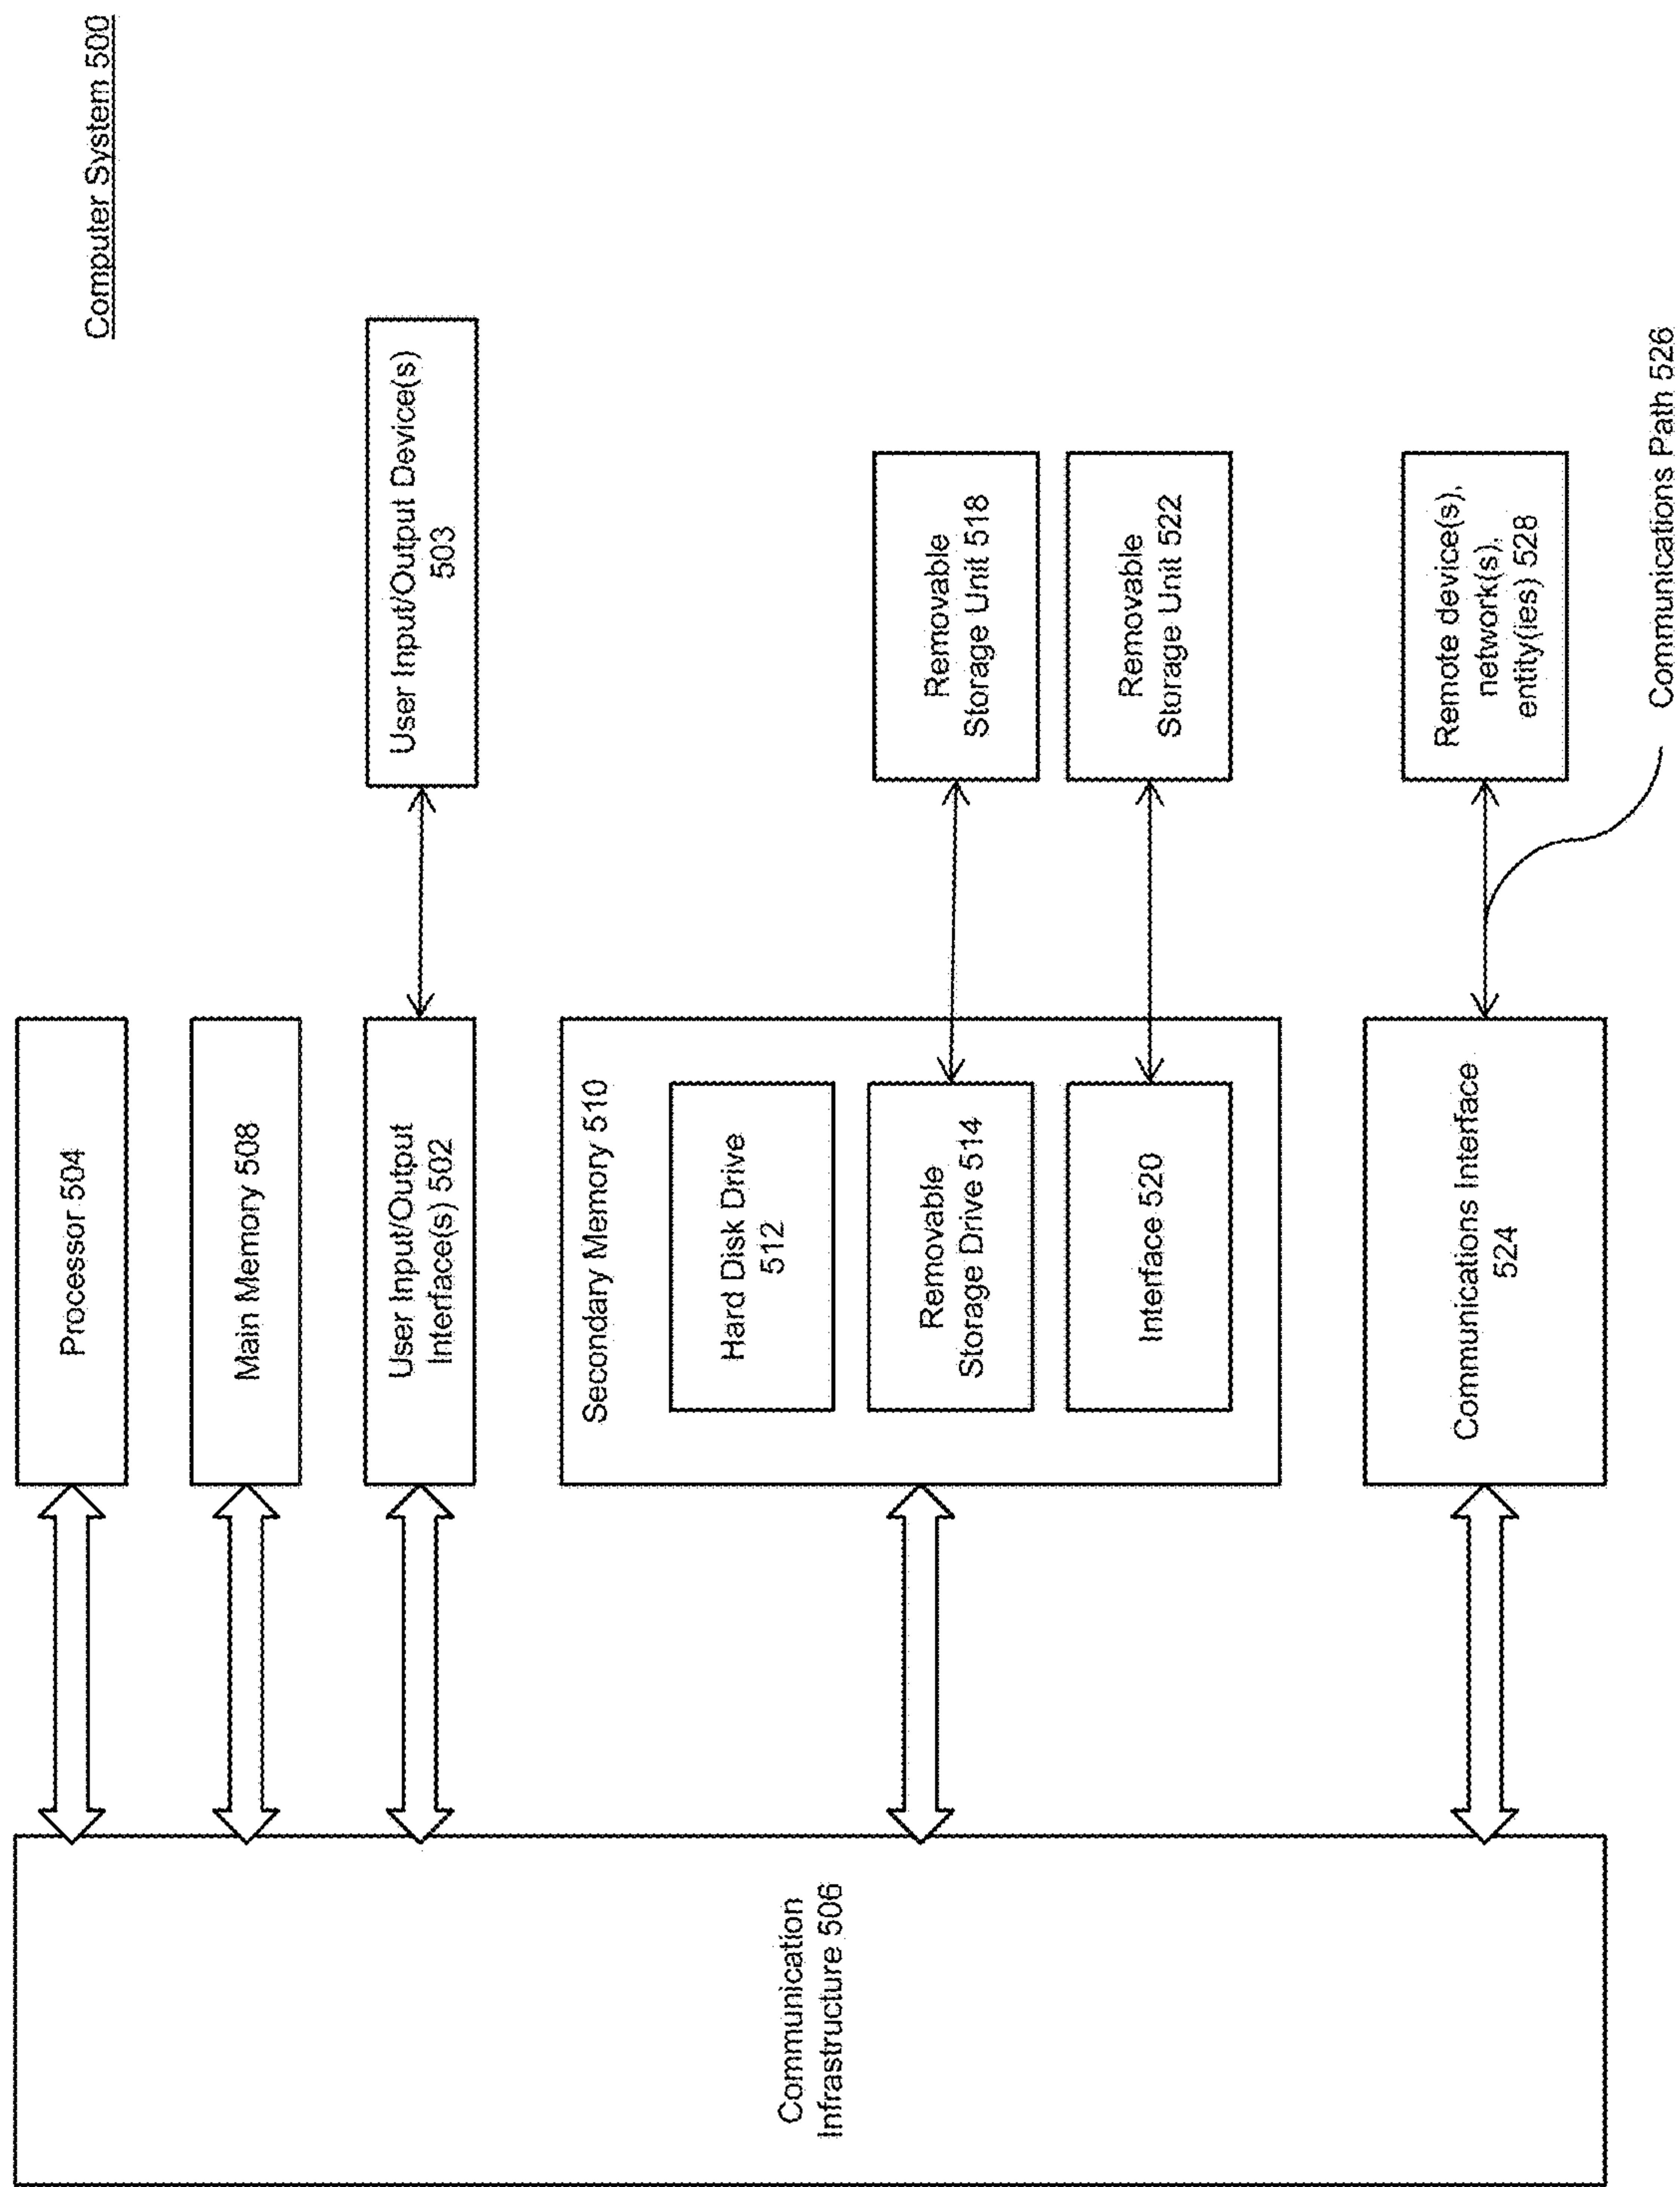 Computer System 500
Processor 504
Main Memory 508
User Input/Output
Interface(s) 502
User Input/Output Device(s)
503
Secondary Memory 510
Hard Disk Drive
512
Removable
Storage Drive 514
Removable
Storage Unit 518
Interface 520
Removable
Storage Unit 522
Communications Interface
524
Remote device(s),
network(s),
entity(ies) 528
Communications Path 526
Communication
Infrastructure 506